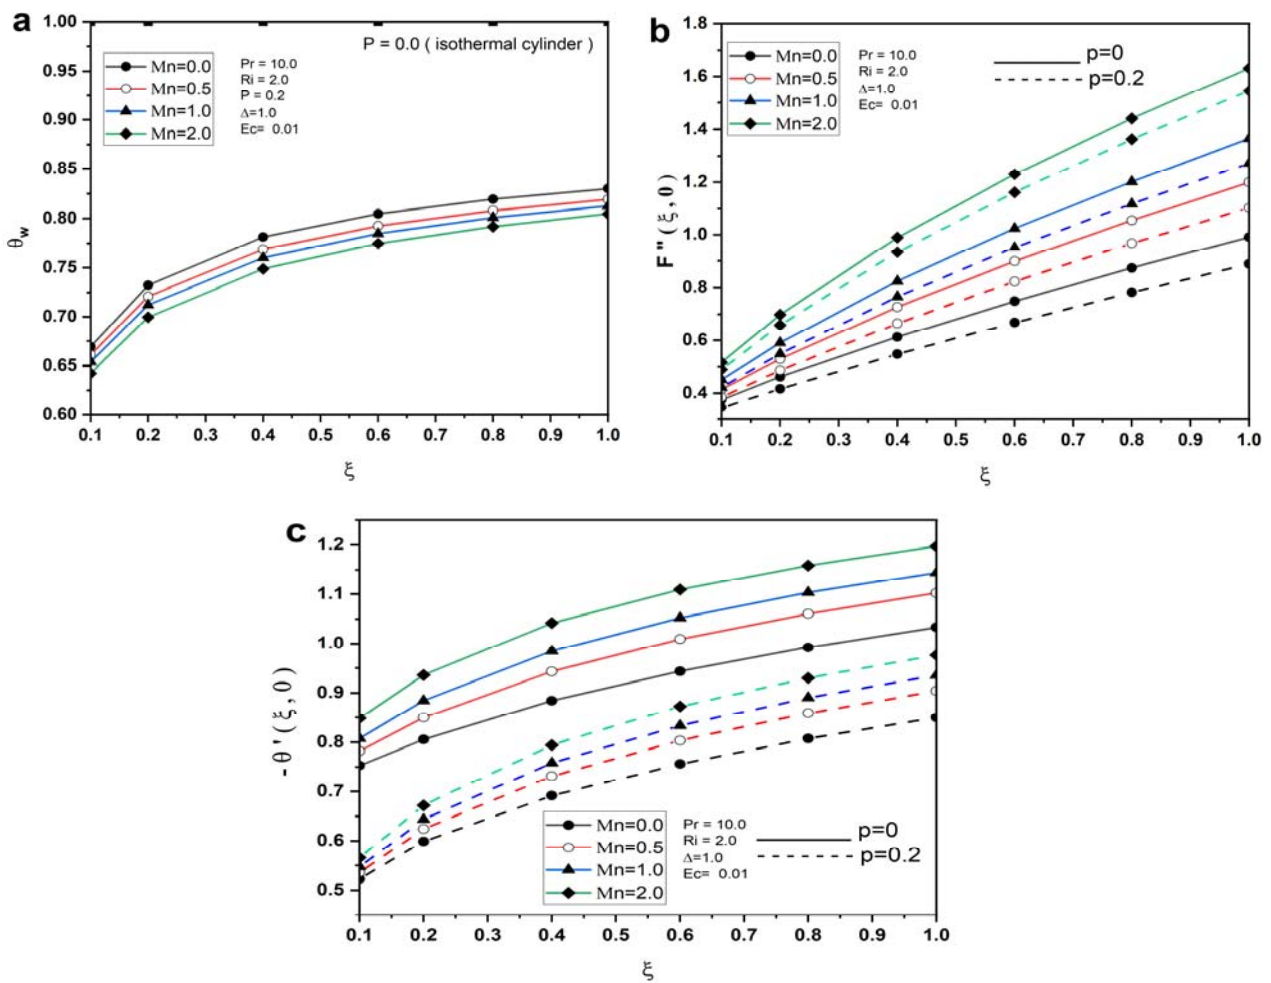 a
1.00
0.95
0.90
0.85
0.80
0.75
0.70
0.65
0.60
θw
P = 0.0 ( isothermal cylinder )
Mn=0.0
Mn=0.5
Mn=1.0
Mn=2.0
Pr = 10.0
Ri = 2.0
P = 0.2
Δ=1.0
Ec= 0.01
0.1 0.2 0.3 0.4 0.5 0.6 0.7 0.8 0.9 1.0
ξ
b
1.8
1.6
1.4
1.2
1.0
0.8
0.6
0.4
F"(ξ,0)
Mn=0.0
Mn=0.5
Mn=1.0
Mn=2.0
Pr = 10.0
Ri = 2.0
Δ=1.0
Ec= 0.01
p=0
p=0.2
0.1 0.2 0.3 0.4 0.5 0.6 0.7 0.8 0.9 1.0
ξ
c
1.2
1.1
1.0
0.9
0.8
0.7
0.6
0.5
-θ'(ξ,0)
Mn=0.0
Mn=0.5
Mn=1.0
Mn=2.0
Pr = 10.0
Ri = 2.0
Δ=1.0
Ec= 0.01
p=0
p=0.2
0.1 0.2 0.3 0.4 0.5 0.6 0.7 0.8 0.9 1.0
ξ